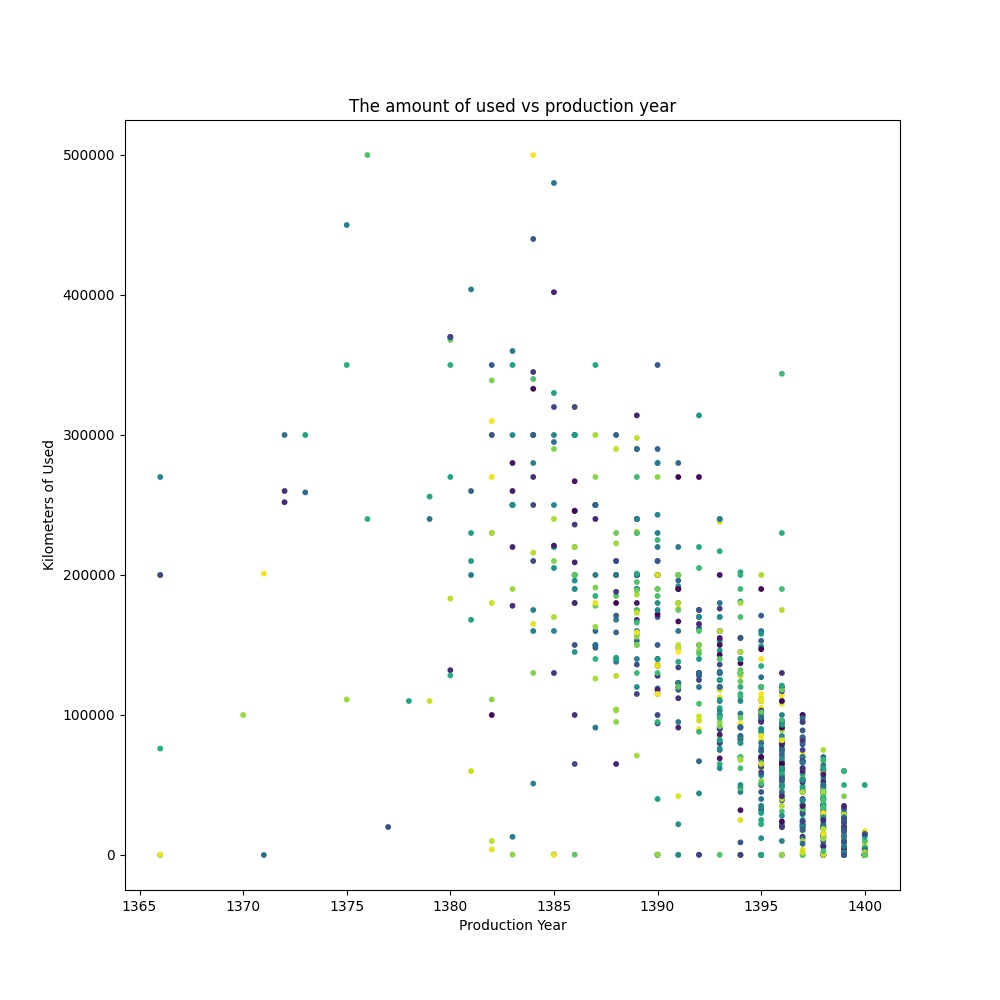 The amount of used vs production year
500000
400000
300000
200000
100000
0
Kilometers of Used
1365 1370 1375 1380 1385 1390 1395 1400
Production Year